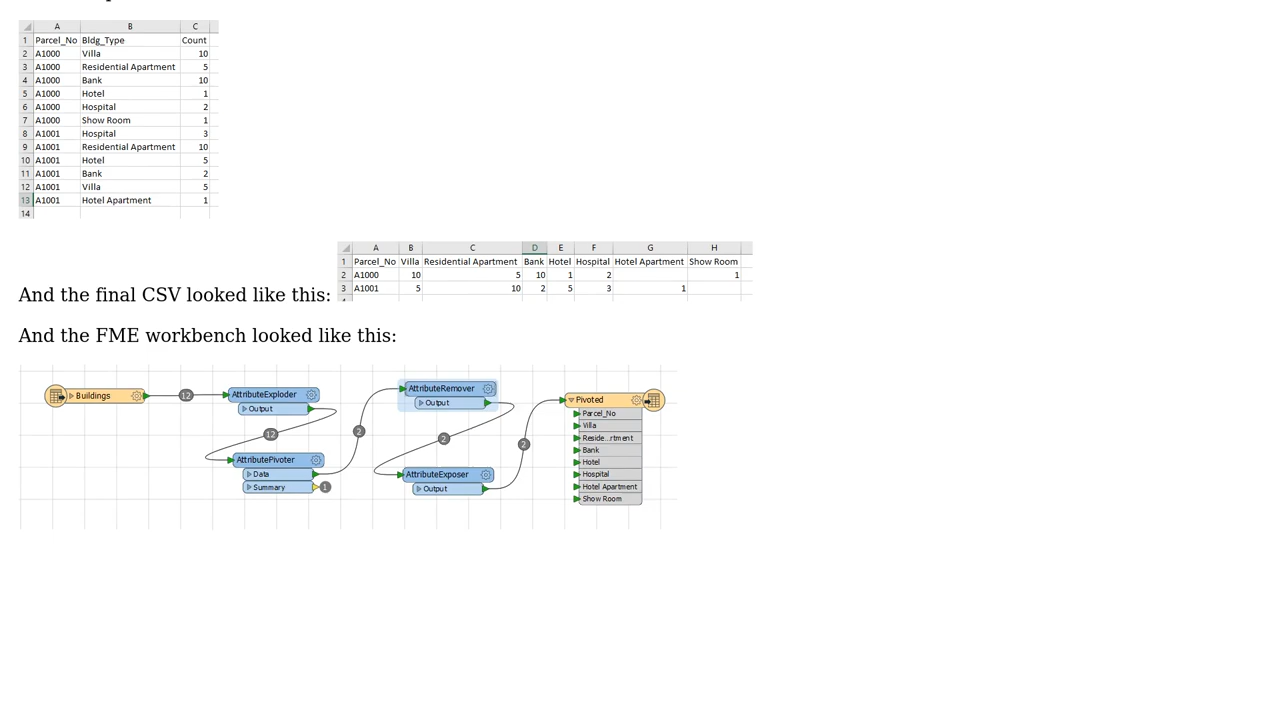 A B C
1 Parcel_No Bldg_Type Count
2 A1000 Villa 10
3 A1000 Residential Apartment 5
4 A1000 Bank 10
5 A1000 Hotel 1
6 A1000 Hospital 2
7 A1000 Show Room 1
8 A1001 Hospital 3
9 A1001 Residential Apartment 10
10 A1001 Hotel 5
11 A1001 Bank 2
12 A1001 Villa 5
13 A1001 Hotel Apartment 1
14
A B C D E F G H
1 Parcel_No Villa Residential Apartment Bank Hotel Hospital Hotel Apartment Show Room
2 A1000 10 5 10 1 2 1
3 A1001 5 10 2 5 3 1
And the final CSV looked like this:
And the FME workbench looked like this:
Buildings
12
AttributeExploder
Output
12
AttributePivoter
Data
Summary
1
2
AttributeRemover
Output
2
AttributeExposer
Output
2
Pivoted
Parcel_No
Villa
Reside...rtment
Bank
Hotel
Hospital
Hotel Apartment
Show Room